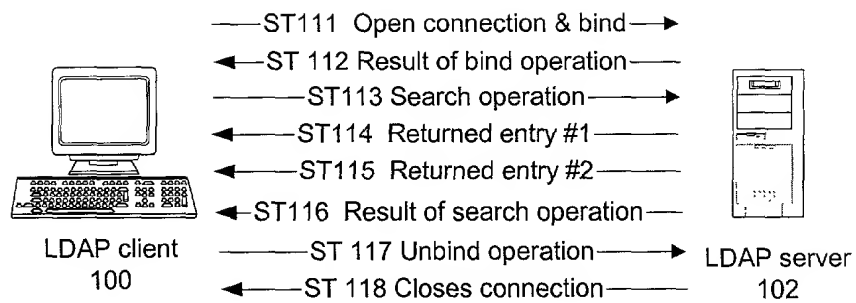 ST111 Open connection & bind
ST 112 Result of bind operation
ST113 Search operation
ST114 Returned entry #1
ST115 Returned entry #2
ST116 Result of search operation
ST 117 Unbind operation
ST 118 Closes connection
LDAP client
100
LDAP server
102